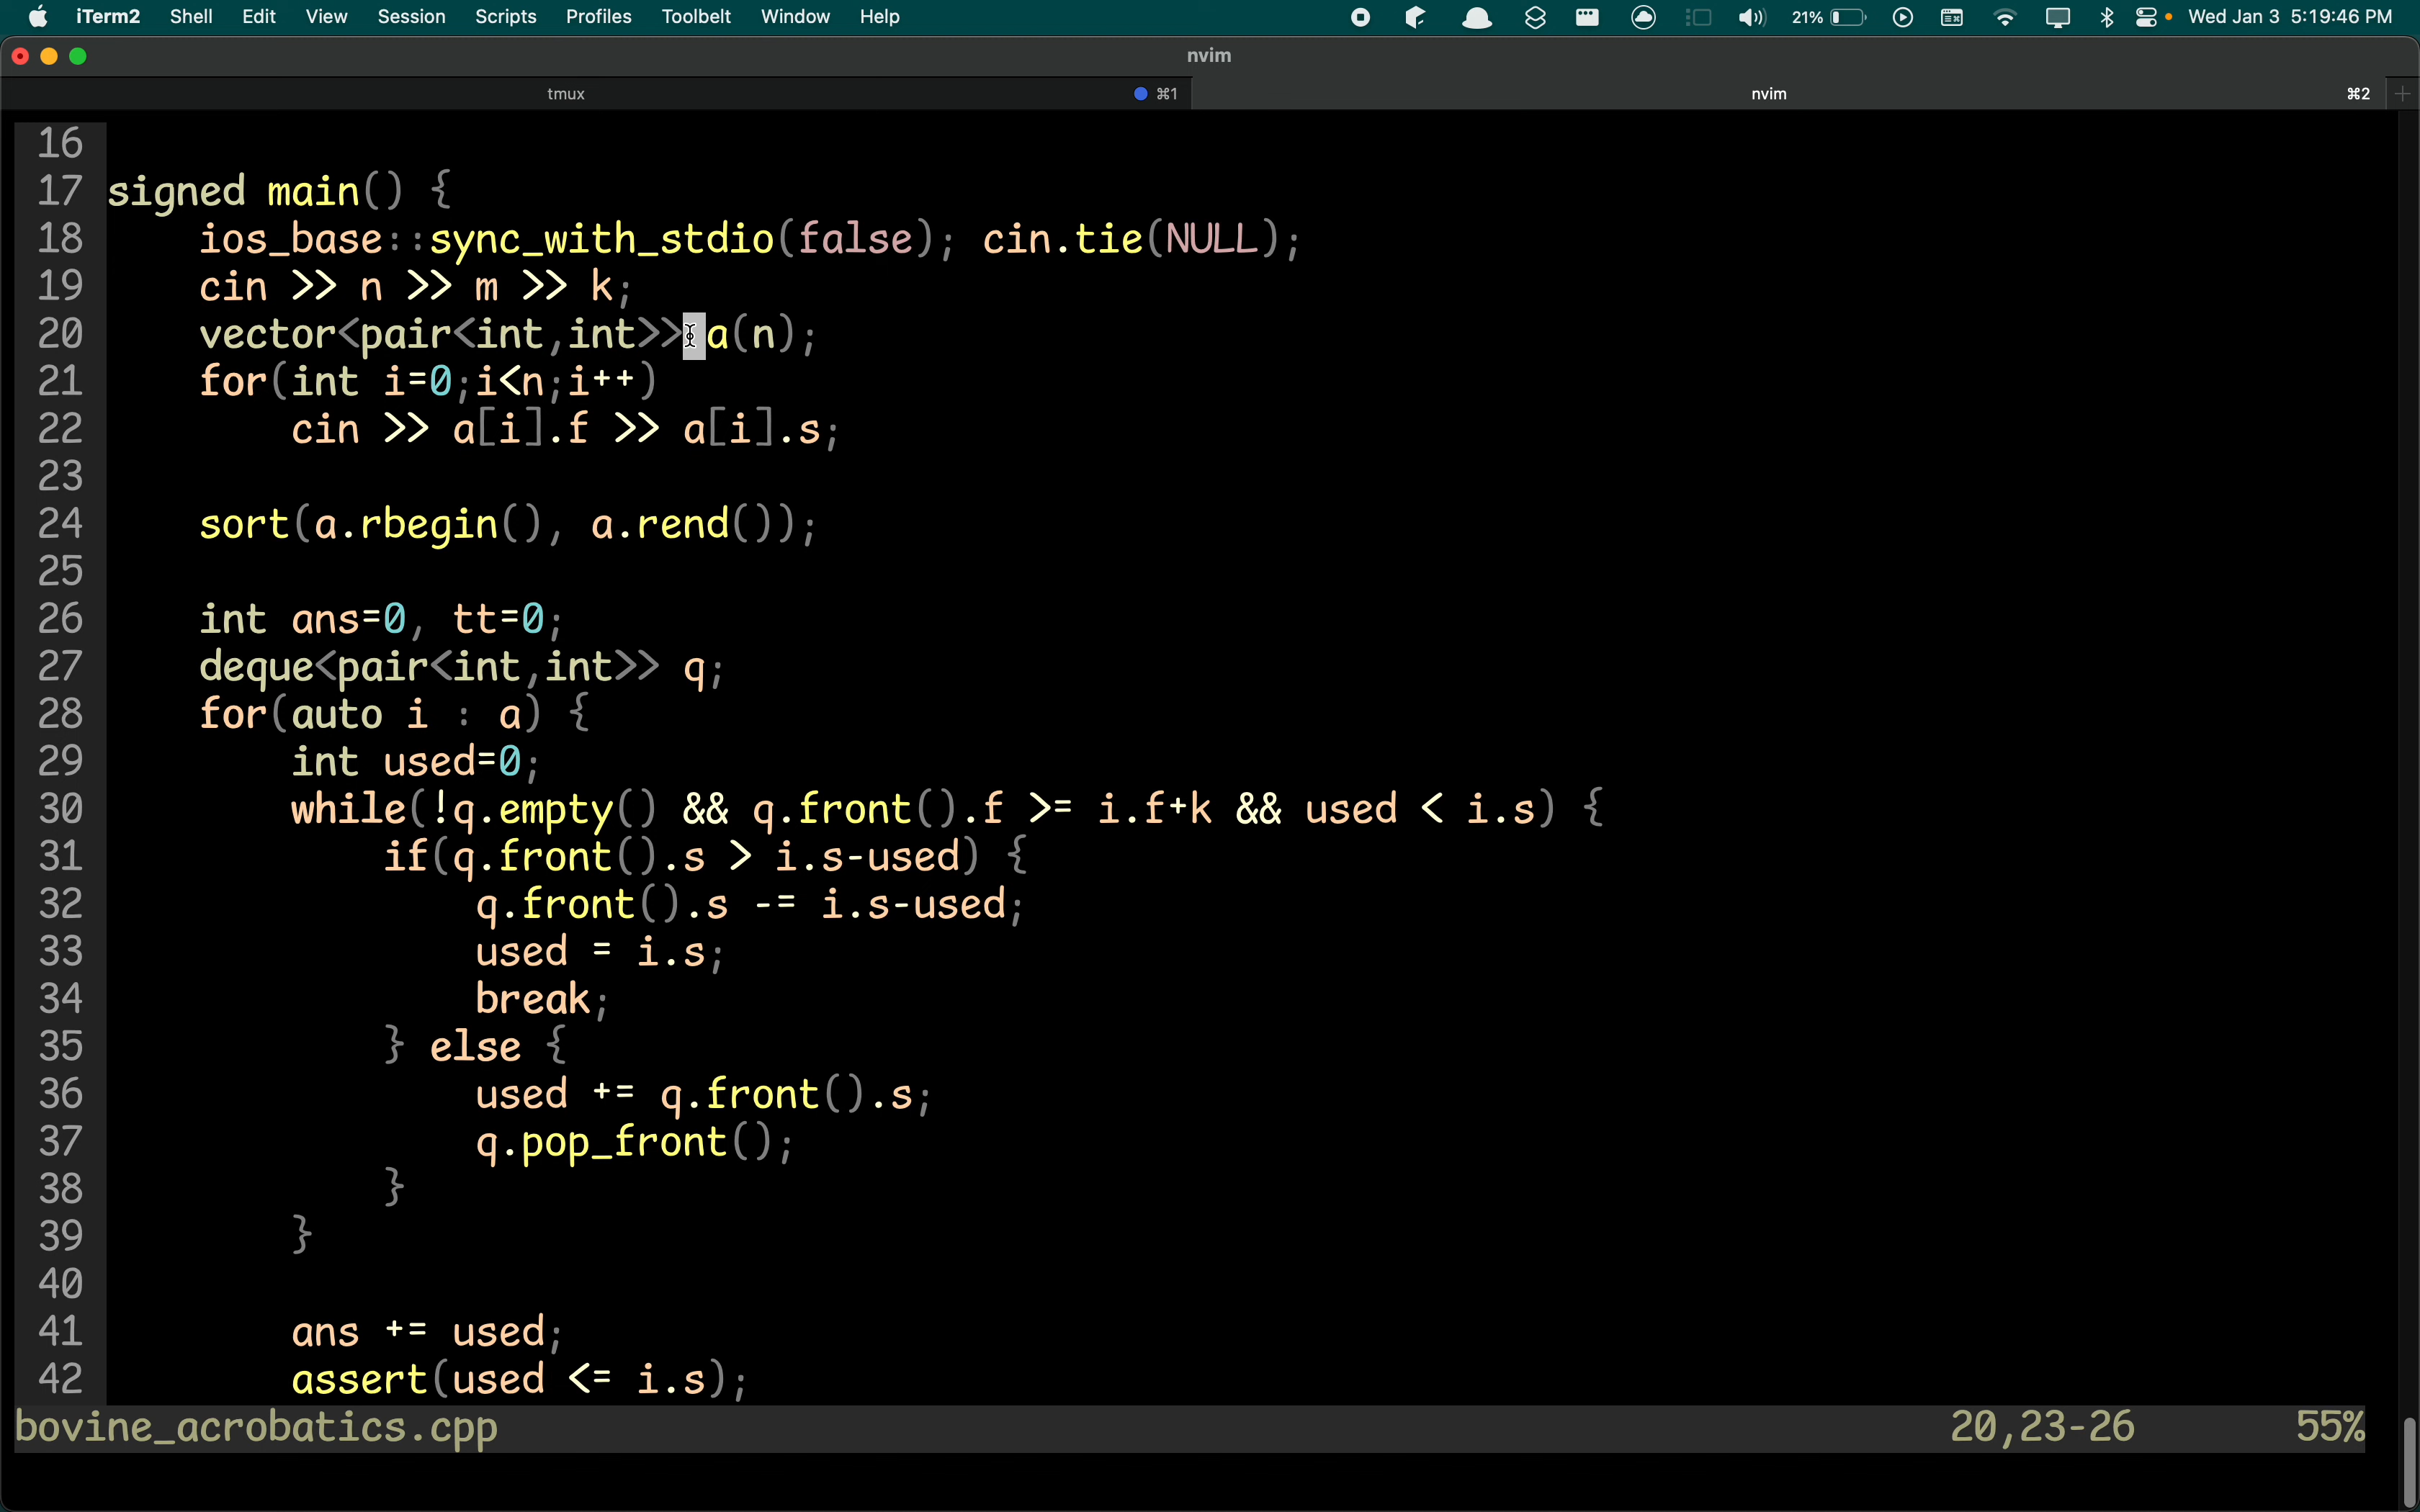 iTerm2 Shell Edit View Session Scripts Profiles Toolbelt Window Help 21% Wed Jan 3 5:19:46 PM
nvim
tmux ⌘1 nvim ⌘2 +
16
17 signed main() {
18     ios_base::sync_with_stdio(false); cin.tie(NULL);
19     cin >> n >> m >> k;
20     vector<pair<int,int>> a(n);
21     for(int i=0;i<n;i++)
22         cin >> a[i].f >> a[i].s;
23
24     sort(a.rbegin(), a.rend());
25
26     int ans=0, tt=0;
27     deque<pair<int,int>> q;
28     for(auto i : a) {
29         int used=0;
30         while(!q.empty() && q.front().f >= i.f+k && used < i.s) {
31             if(q.front().s > i.s-used) {
32                 q.front().s -= i.s-used;
33                 used = i.s;
34                 break;
35             } else {
36                 used += q.front().s;
37                 q.pop_front();
38             }
39         }
40
41         ans += used;
42         assert(used <= i.s);
bovine_acrobatics.cpp 20,23-26 55%